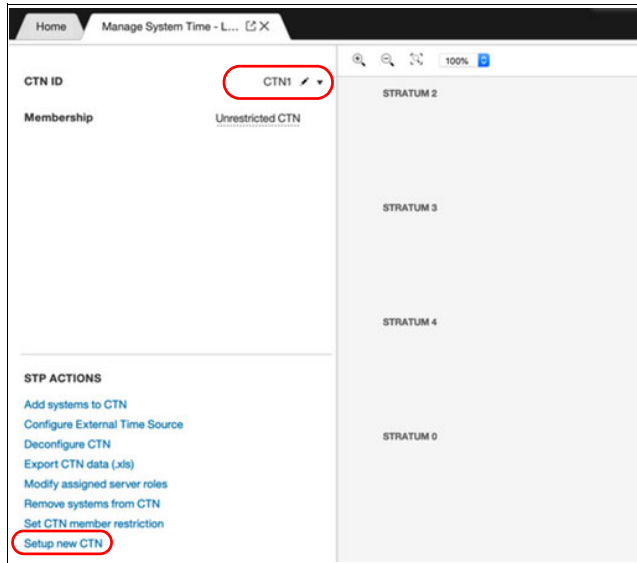 Home
Manage System Time - L...
CTN ID
CTN1
Membership
Unrestricted CTN
STP ACTIONS
Add systems to CTN
Configure External Time Source
Deconfigure CTN
Export CTN data (.xls)
Modify assigned server roles
Remove systems from CTN
Set CTN member restriction
Setup new CTN
100%
STRATUM 2
STRATUM 3
STRATUM 4
STRATUM 0